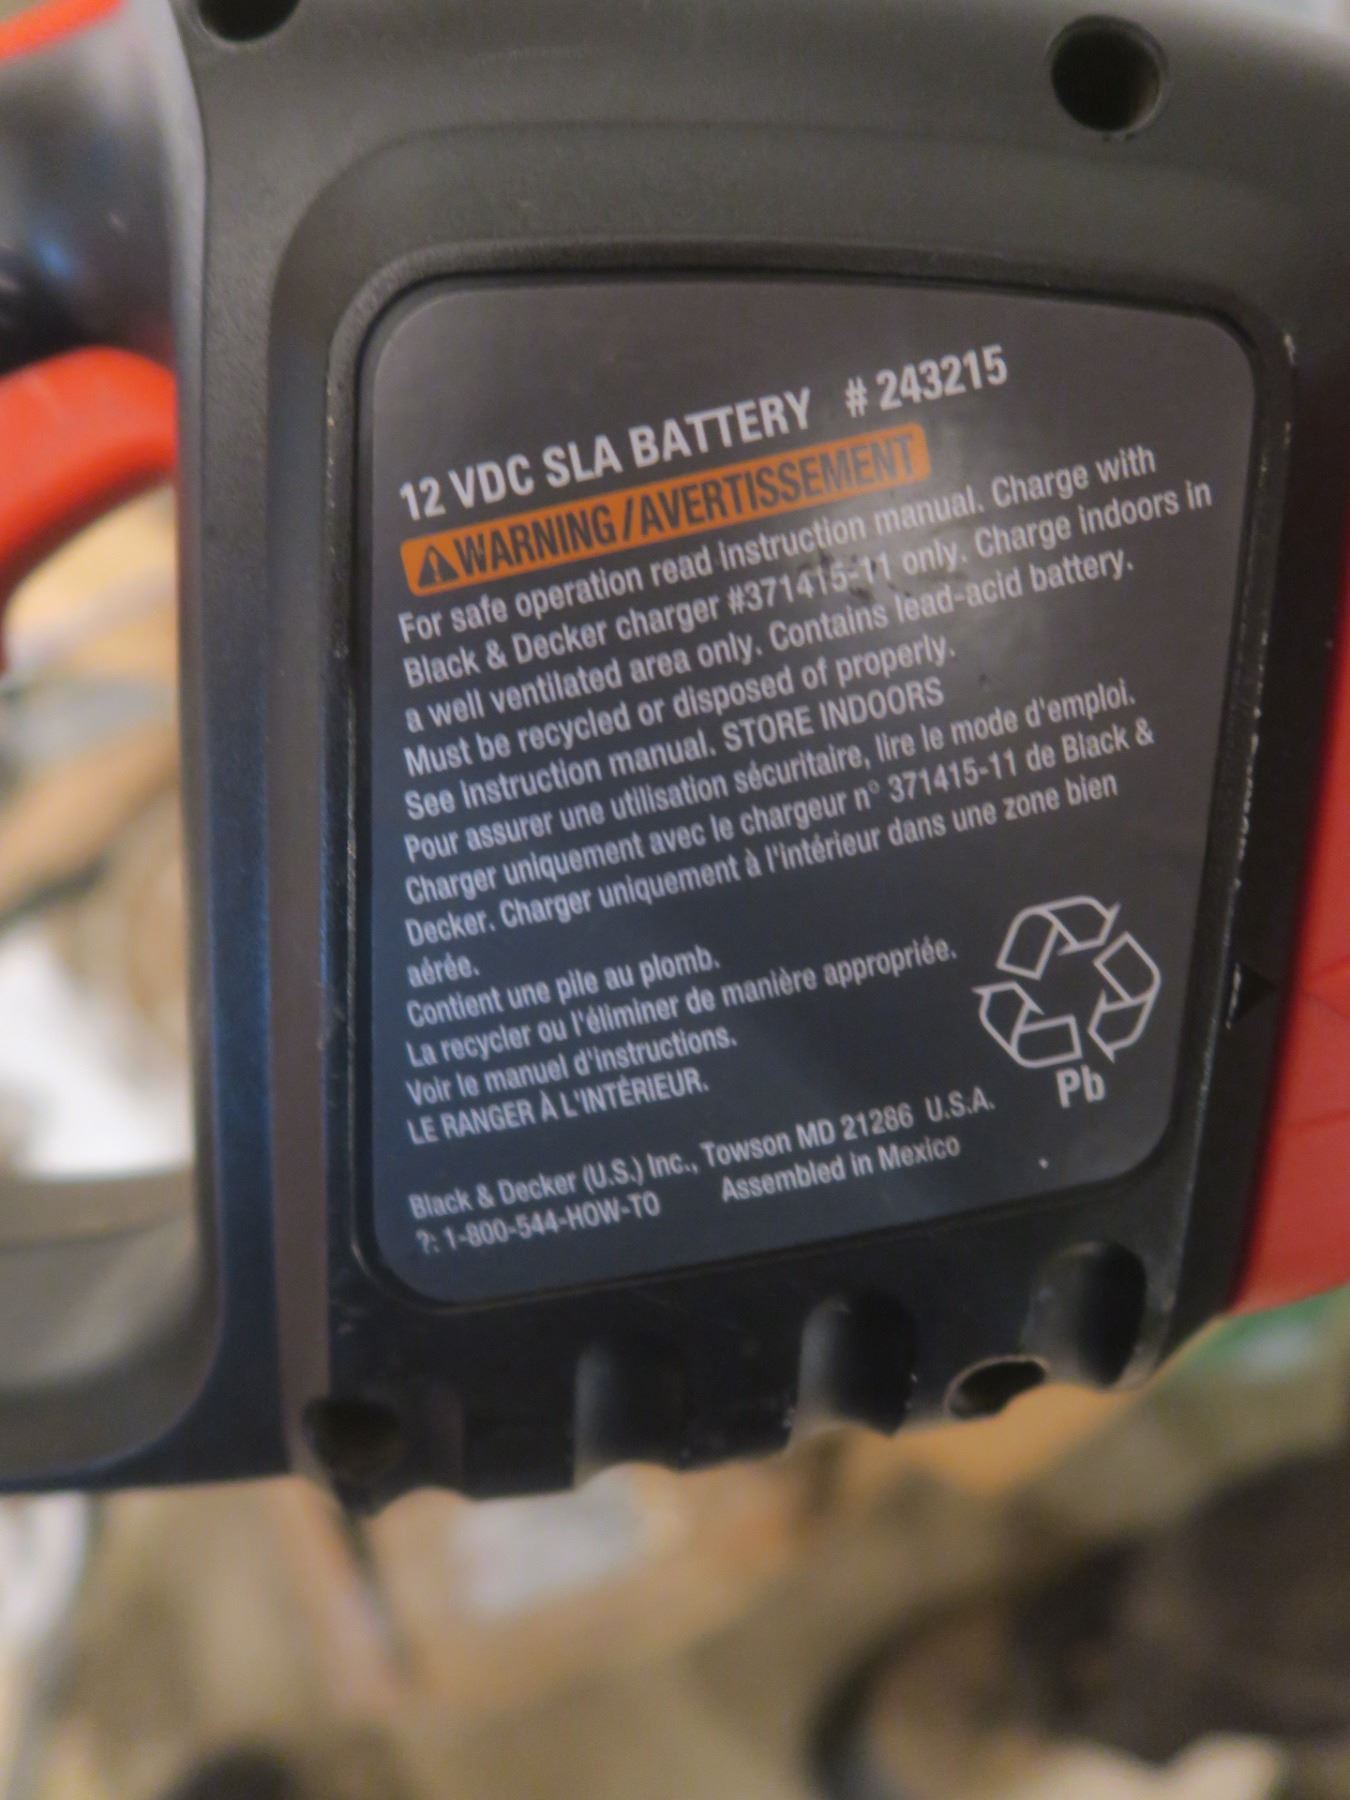 12 VDC SLA BATTERY # 243215
WARNING/AVERTISSEMENT
For safe operation read instruction manual. Charge with
Black & Decker charger #371415-11 only. Charge indoors in
a well ventilated area only. Contains lead-acid battery.
Must be recycled or disposed of properly.
See Instruction manual. STORE INDOORS
Pour assurer une utilisation sécuritaire, lire le mode d'emploi.
Charger uniquement avec le chargeur n° 371415-11 de Black &
Decker. Charger uniquement à l'intérieur dans une zone bien
aérée.
Contient une pile au plomb.
La recycler ou l'éliminer de manière appropriée.
Voir le manuel d'instructions.
LE RANGER À L'INTÉRIEUR.
Pb
Black & Decker (U.S.) Inc., Towson MD 21286 U.S.A.
?: 1-800-544-HOW-TO Assembled in Mexico